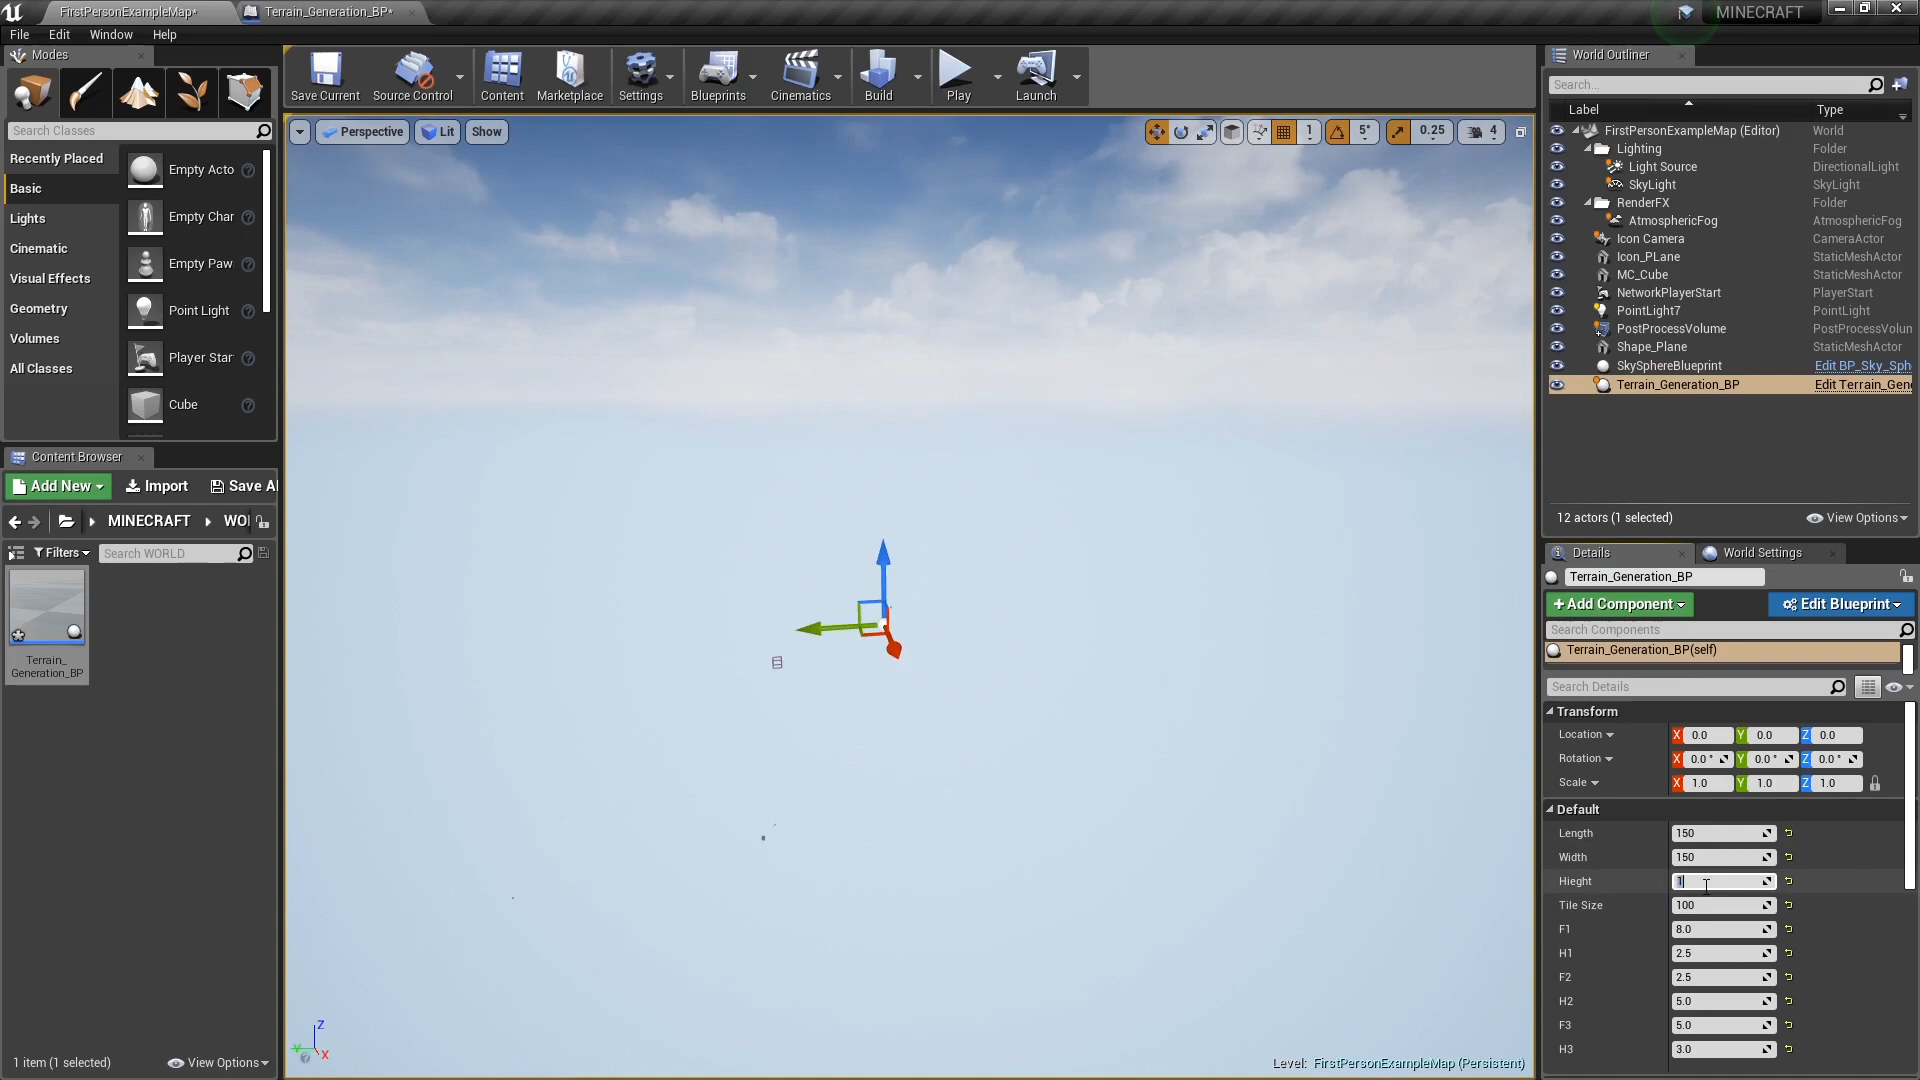 FirstPersonExampleMap*
Terrain_Generation_BP*
MINECRAFT
File Edit Window Help
Modes
Search Classes
Recently Placed
Basic
Lights
Cinematic
Visual Effects
Geometry
Volumes
All Classes
Empty Acto
Empty Char
Empty Paw
Point Light
Player Star
Cube
Content Browser
Add New Import Save Al
MINECRAFT WO
Filters Search WORLD
Terrain_
Generation_BP
1 item (1 selected) View Options
Save Current Source Control Content Marketplace Settings Blueprints Cinematics Build Play Launch
Perspective Lit Show
1 5° 0.25 4
Z
Y
X
Level: FirstPersonExampleMap (Persistent)
World Outliner
Search...
Label Type
FirstPersonExampleMap (Editor) World
Lighting Folder
Light Source DirectionalLight
SkyLight SkyLight
RenderFX Folder
AtmosphericFog AtmosphericFog
Icon Camera CameraActor
Icon_PLane StaticMeshActor
MC_Cube StaticMeshActor
NetworkPlayerStart PlayerStart
PointLight7 PointLight
PostProcessVolume PostProcessVolun
Shape_Plane StaticMeshActor
SkySphereBlueprint Edit BP_Sky_Sph
Terrain_Generation_BP Edit Terrain_Gene
12 actors (1 selected) View Options
Details World Settings
Terrain_Generation_BP
+Add Component Edit Blueprint
Search Components
Terrain_Generation_BP(self)
Search Details
Transform
Location X 0.0 Y 0.0 Z 0.0
Rotation X 0.0 ° Y 0.0 ° Z 0.0 °
Scale X 1.0 Y 1.0 Z 1.0
Default
Length 150
Width 150
Hieght 1
Tile Size 100
F1 8.0
H1 2.5
F2 2.5
H2 5.0
F3 5.0
H3 3.0